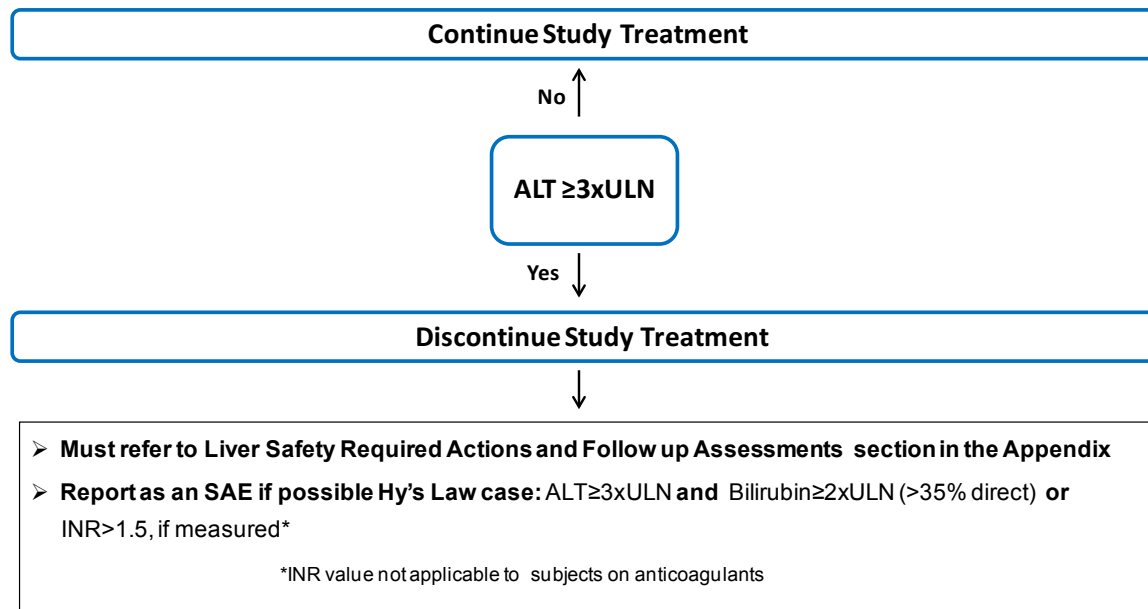 Continue Study Treatment
No
ALT ≥3xULN
Yes
Discontinue Study Treatment
➢ Must refer to Liver Safety Required Actions and Follow up Assessments section in the Appendix
➢ Report as an SAE if possible Hy's Law case: ALT≥3xULN and Bilirubin≥2xULN (>35% direct) or
INR>1.5, if measured*
*INR value not applicable to subjects on anticoagulants